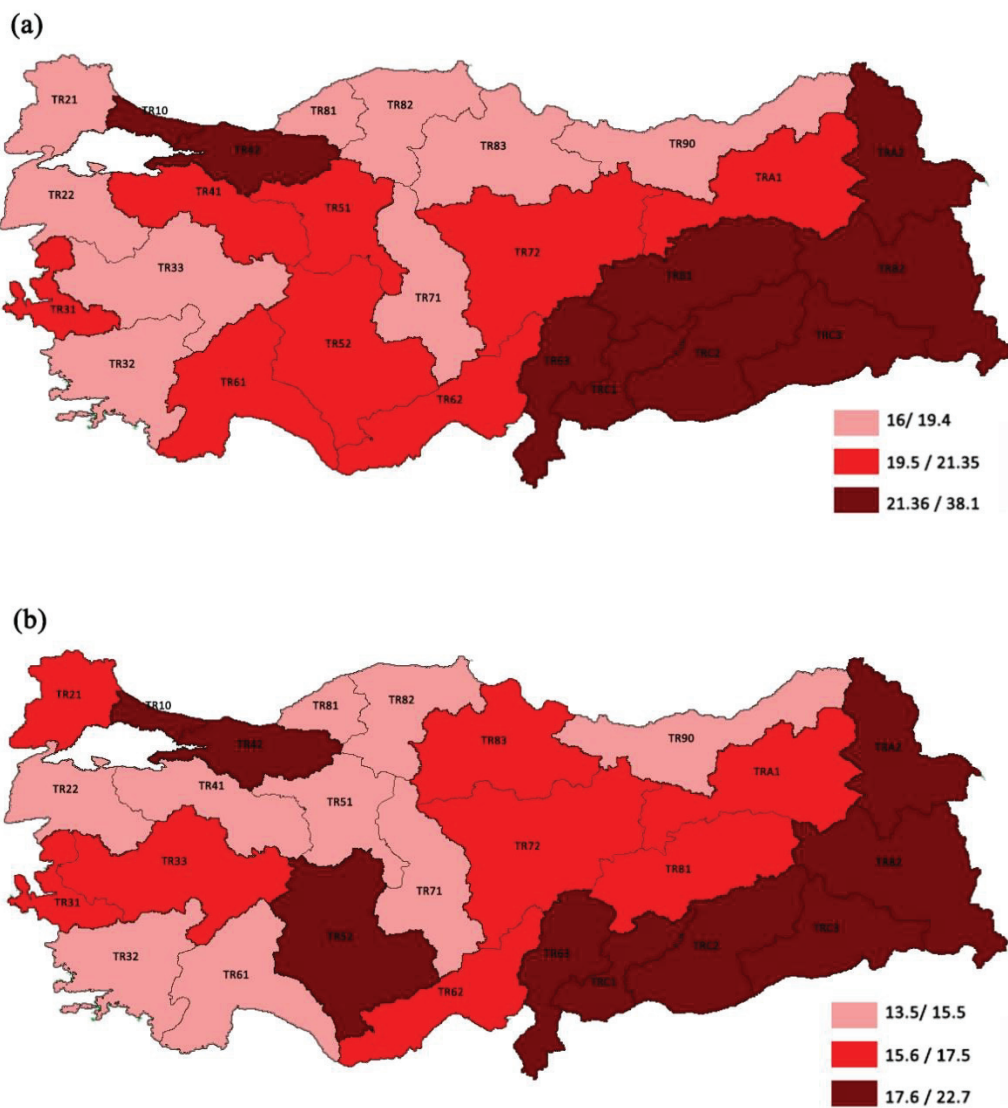 (a)
TR21
TR10
TR81
TR82
TR42
TR83
TR90
TRA2
TRA1
TR22
TR41
TR51
TR72
TR33
TRB1
TRB2
TR71
TR31
TR52
TR63
TRC2
TRC3
TR32
TR61
TR62
TRC1
16/ 19.4
19.5 / 21.35
21.36 / 38.1
(b)
TR21
TR10
TR81
TR82
TR42
TR83
TR90
TRA2
TRA1
TR22
TR41
TR51
TR72
TR33
TRB1
TRB2
TR71
TR31
TR52
TR63
TRC2
TRC3
TR32
TR61
TR62
TRC1
13.5/ 15.5
15.6 / 17.5
17.6 / 22.7